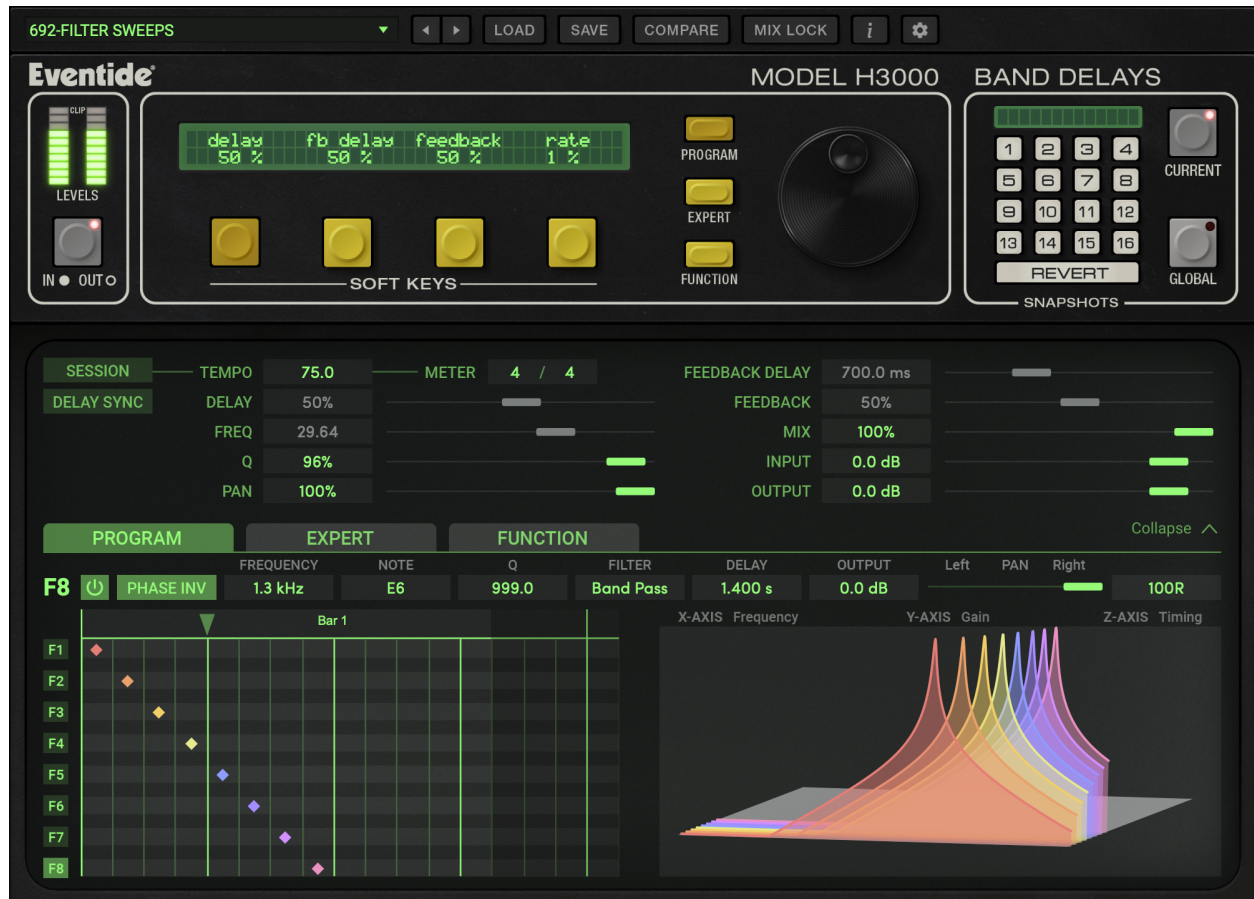 692-FILTER SWEEPS LOAD SAVE COMPARE MIX LOCK i
Eventide® MODEL H3000 BAND DELAYS
CLIP
LEVELS
IN OUT
delay fb delay feedback rate
50 % 50 % 50 % 1 %
SOFT KEYS
PROGRAM
EXPERT
FUNCTION
1 2 3 4
5 6 7 8
9 10 11 12
13 14 15 16
REVERT
SNAPSHOTS
CURRENT
GLOBAL
SESSION TEMPO 75.0 METER 4 / 4 FEEDBACK DELAY 700.0 ms
DELAY SYNC DELAY 50% FEEDBACK 50%
FREQ 29.64 MIX 100%
Q 96% INPUT 0.0 dB
PAN 100% OUTPUT 0.0 dB
PROGRAM EXPERT FUNCTION Collapse
FREQUENCY NOTE Q FILTER DELAY OUTPUT Left PAN Right
F8 PHASE INV 1.3 kHz E6 999.0 Band Pass 1.400 s 0.0 dB 100R
Bar 1
F1
F2
F3
F4
F5
F6
F7
F8
X-AXIS Frequency Y-AXIS Gain Z-AXIS Timing